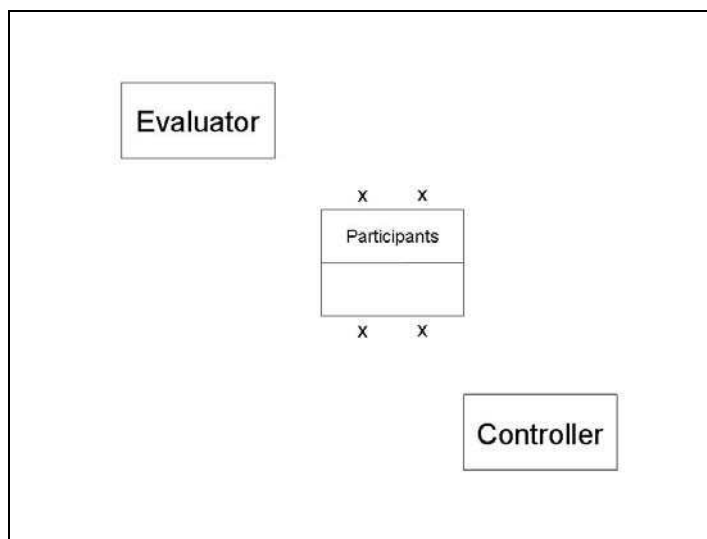 Evaluator
x x
Participants
x x
Controller